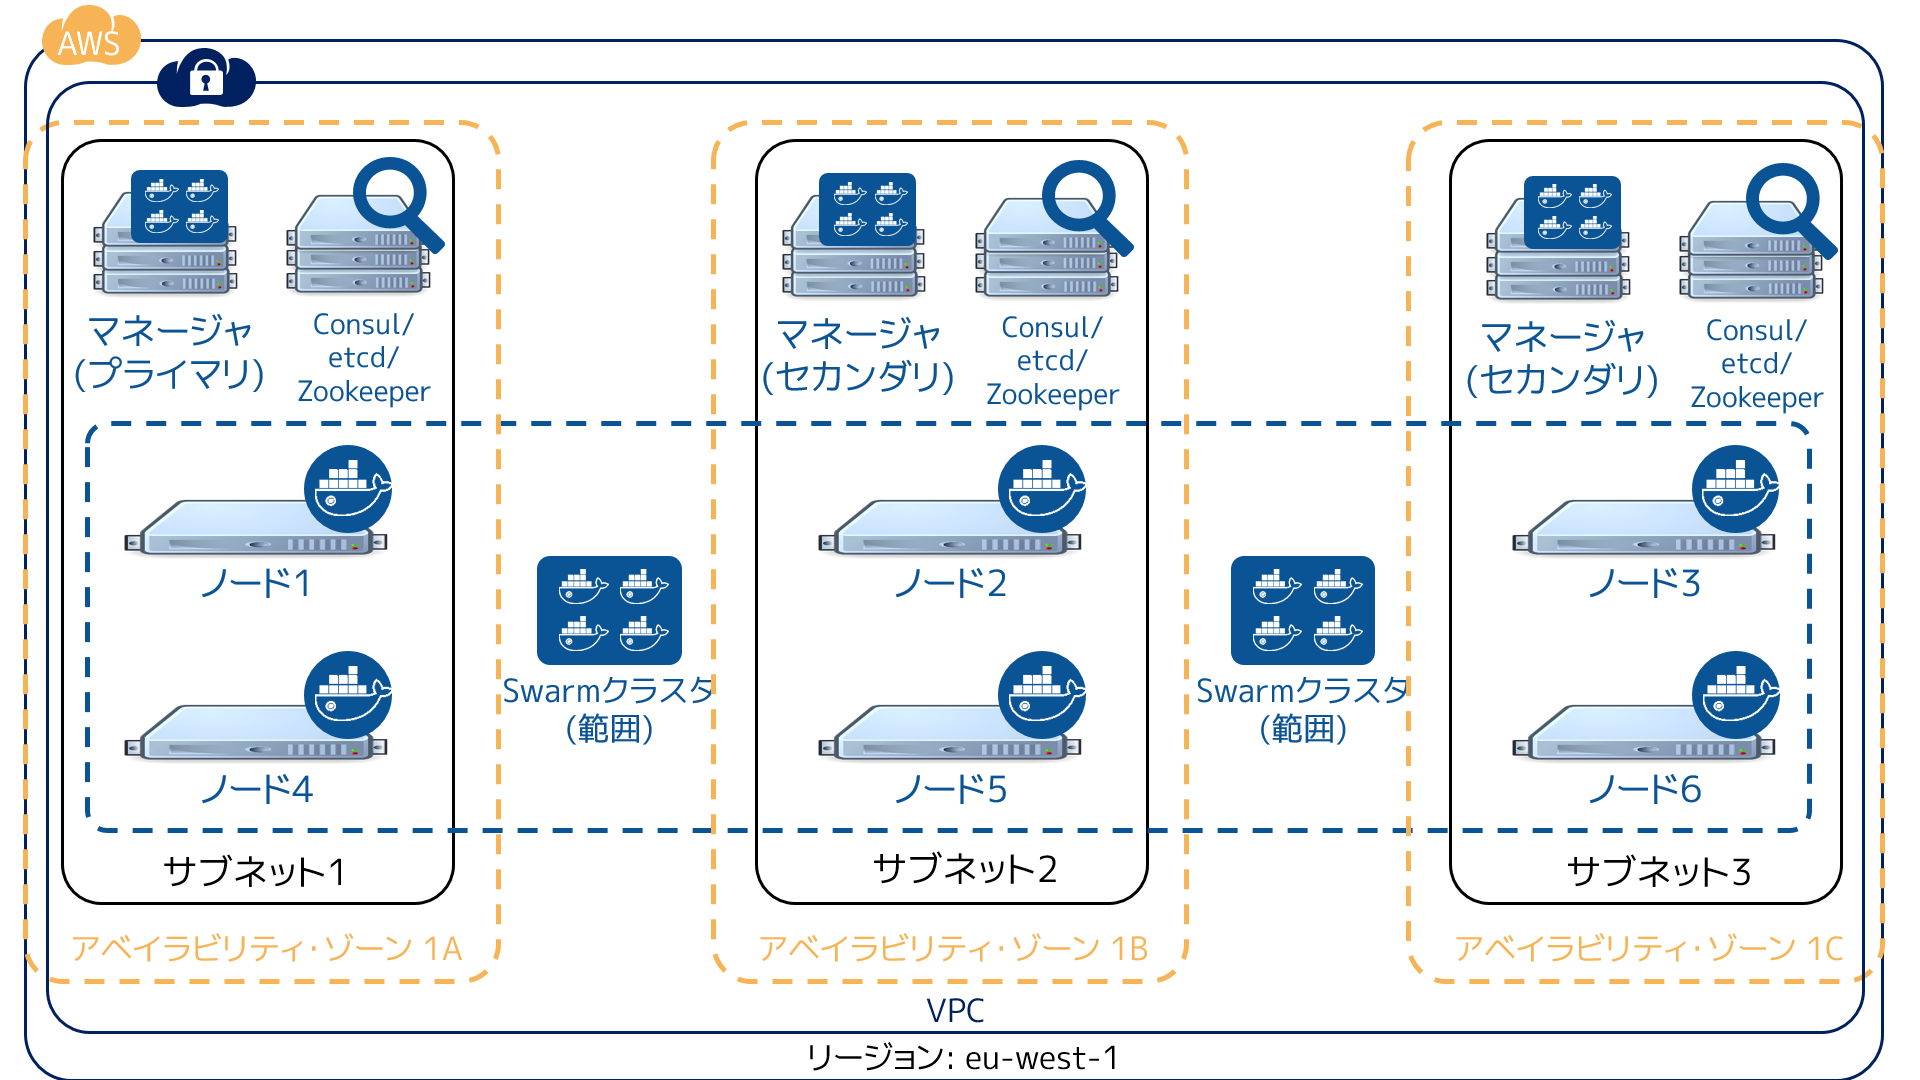 AWS
マネージャ
(プライマリ)
Consul/
etcd/
Zookeeper
マネージャ
(セカンダリ)
Consul/
etcd/
Zookeeper
マネージャ
(セカンダリ)
Consul/
etcd/
Zookeeper
ノード1
ノード2
ノード3
Swarmクラスタ
(範囲)
Swarmクラスタ
(範囲)
ノード4
ノード5
ノード6
サブネット1
サブネット2
サブネット3
アベイラビリティ・ゾーン 1A
アベイラビリティ・ゾーン 1B
アベイラビリティ・ゾーン 1C
VPC
リージョン: eu-west-1